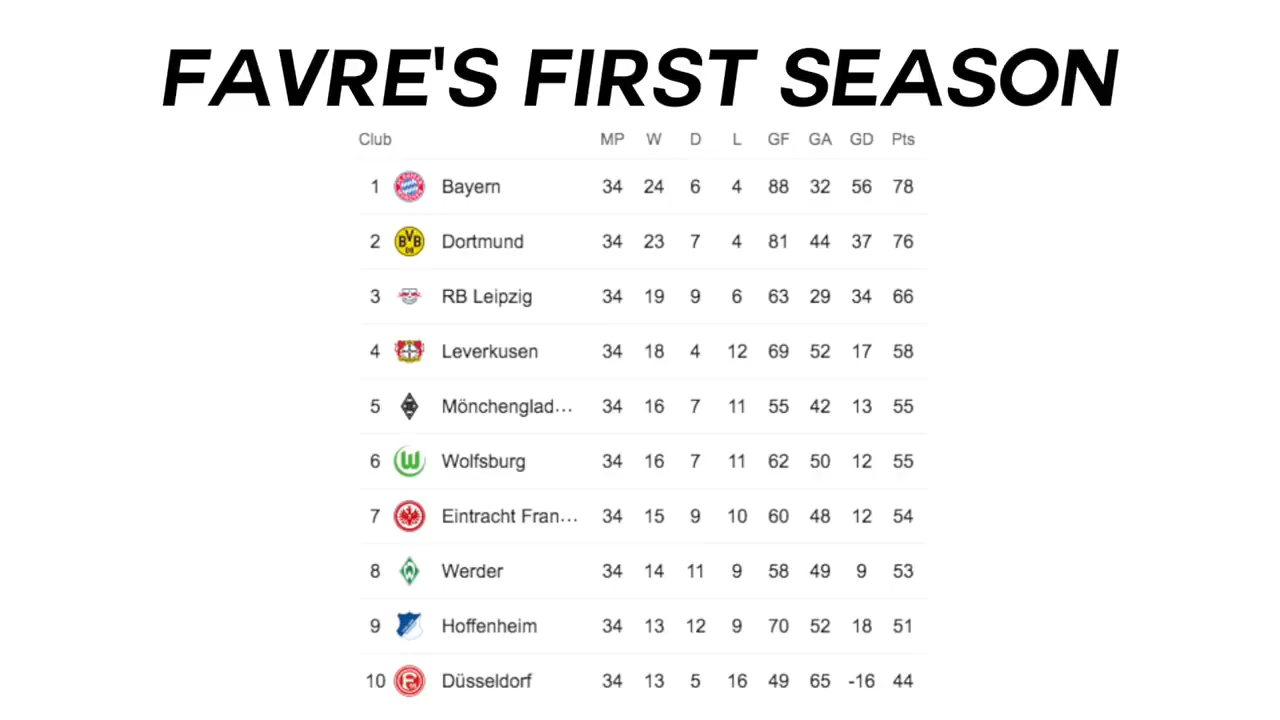 FAVRE'S FIRST SEASON
Club MP W D L GF GA GD Pts
1 Bayern 34 24 6 4 88 32 56 78
2 BVB 09 Dortmund 34 23 7 4 81 44 37 76
3 RB Leipzig 34 19 9 6 63 29 34 66
4 Leverkusen 34 18 4 12 69 52 17 58
5 Mönchenglad... 34 16 7 11 55 42 13 55
6 W Wolfsburg 34 16 7 11 62 50 12 55
7 Eintracht Fran... 34 15 9 10 60 48 12 54
8 W Werder 34 14 11 9 58 49 9 53
9 Hoffenheim 34 13 12 9 70 52 18 51
10 F Düsseldorf 34 13 5 16 49 65 -16 44